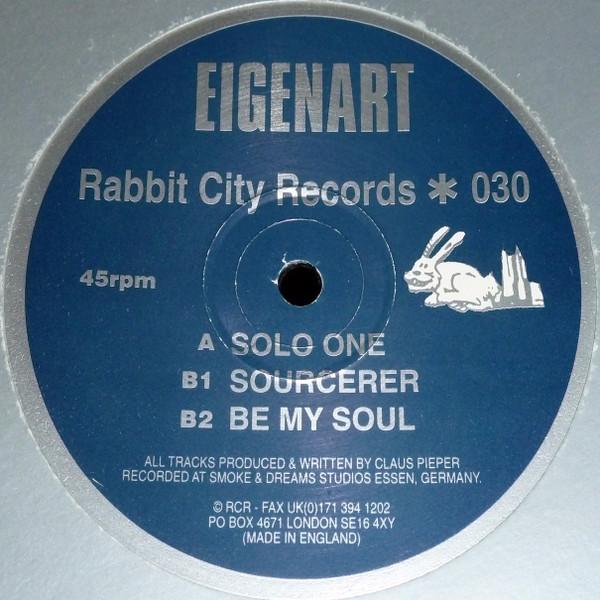 EIGENART
Rabbit City Records * 030
45rpm
A SOLO ONE
B1 SOURCERER
B2 BE MY SOUL
ALL TRACKS PRODUCED & WRITTEN BY CLAUS PIEPER
RECORDED AT SMOKE & DREAMS STUDIOS ESSEN, GERMANY.
© RCR - FAX UK(0)171 394 1202
PO BOX 4671 LONDON SE16 4XY
(MADE IN ENGLAND)